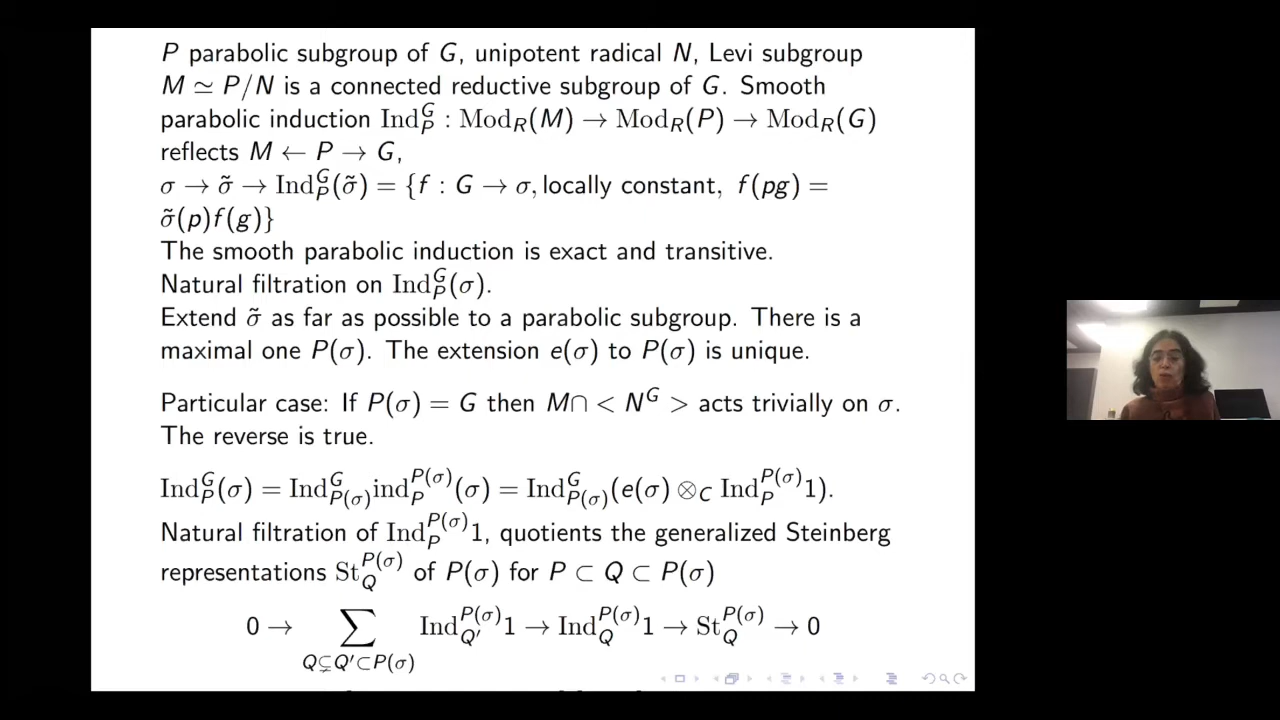 P parabolic subgroup of G, unipotent radical N, Levi subgroup
M ≃ P/N is a connected reductive subgroup of G. Smooth
parabolic induction Ind_P^G : Mod_R(M) → Mod_R(P) → Mod_R(G)
reflects M ← P → G,
σ → σ̃ → Ind_P^G(σ̃) = {f : G → σ, locally constant, f(pg) =
σ̃(p)f(g)}
The smooth parabolic induction is exact and transitive.
Natural filtration on Ind_P^G(σ).
Extend σ̃ as far as possible to a parabolic subgroup. There is a
maximal one P(σ). The extension e(σ) to P(σ) is unique.
Particular case: If P(σ) = G then M∩ < N^G > acts trivially on σ.
The reverse is true.
Ind_P^G(σ) = Ind_{P(σ)}^G ind_P^{P(σ)}(σ) = Ind_{P(σ)}^G(e(σ) ⊗_C Ind_P^{P(σ)}1).
Natural filtration of Ind_P^{P(σ)}1, quotients the generalized Steinberg
representations St_Q^{P(σ)} of P(σ) for P ⊂ Q ⊂ P(σ)
0 → ∑_{Q⊊Q'⊂P(σ)} Ind_{Q'}^{P(σ)}1 → Ind_Q^{P(σ)}1 → St_Q^{P(σ)} → 0